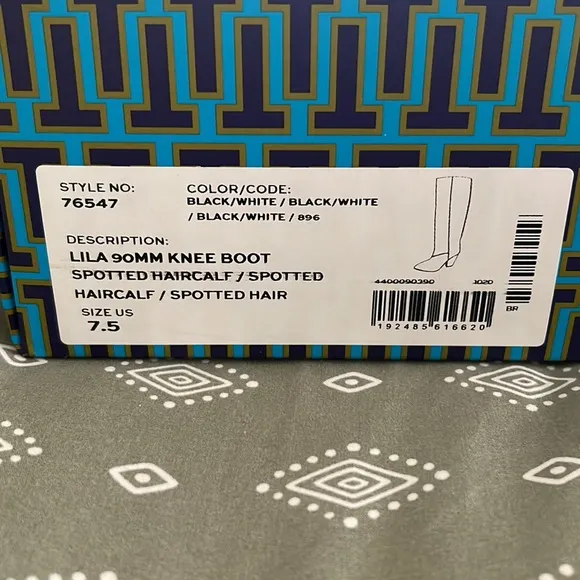 STYLE NO:
76547
COLOR/CODE:
BLACK/WHITE / BLACK/WHITE
/ BLACK/WHITE / 896
DESCRIPTION:
LILA 90MM KNEE BOOT
SPOTTED HAIRCALF / SPOTTED
HAIRCALF / SPOTTED HAIR
SIZE US
7.5
4400090390 1020
192485616620
BR